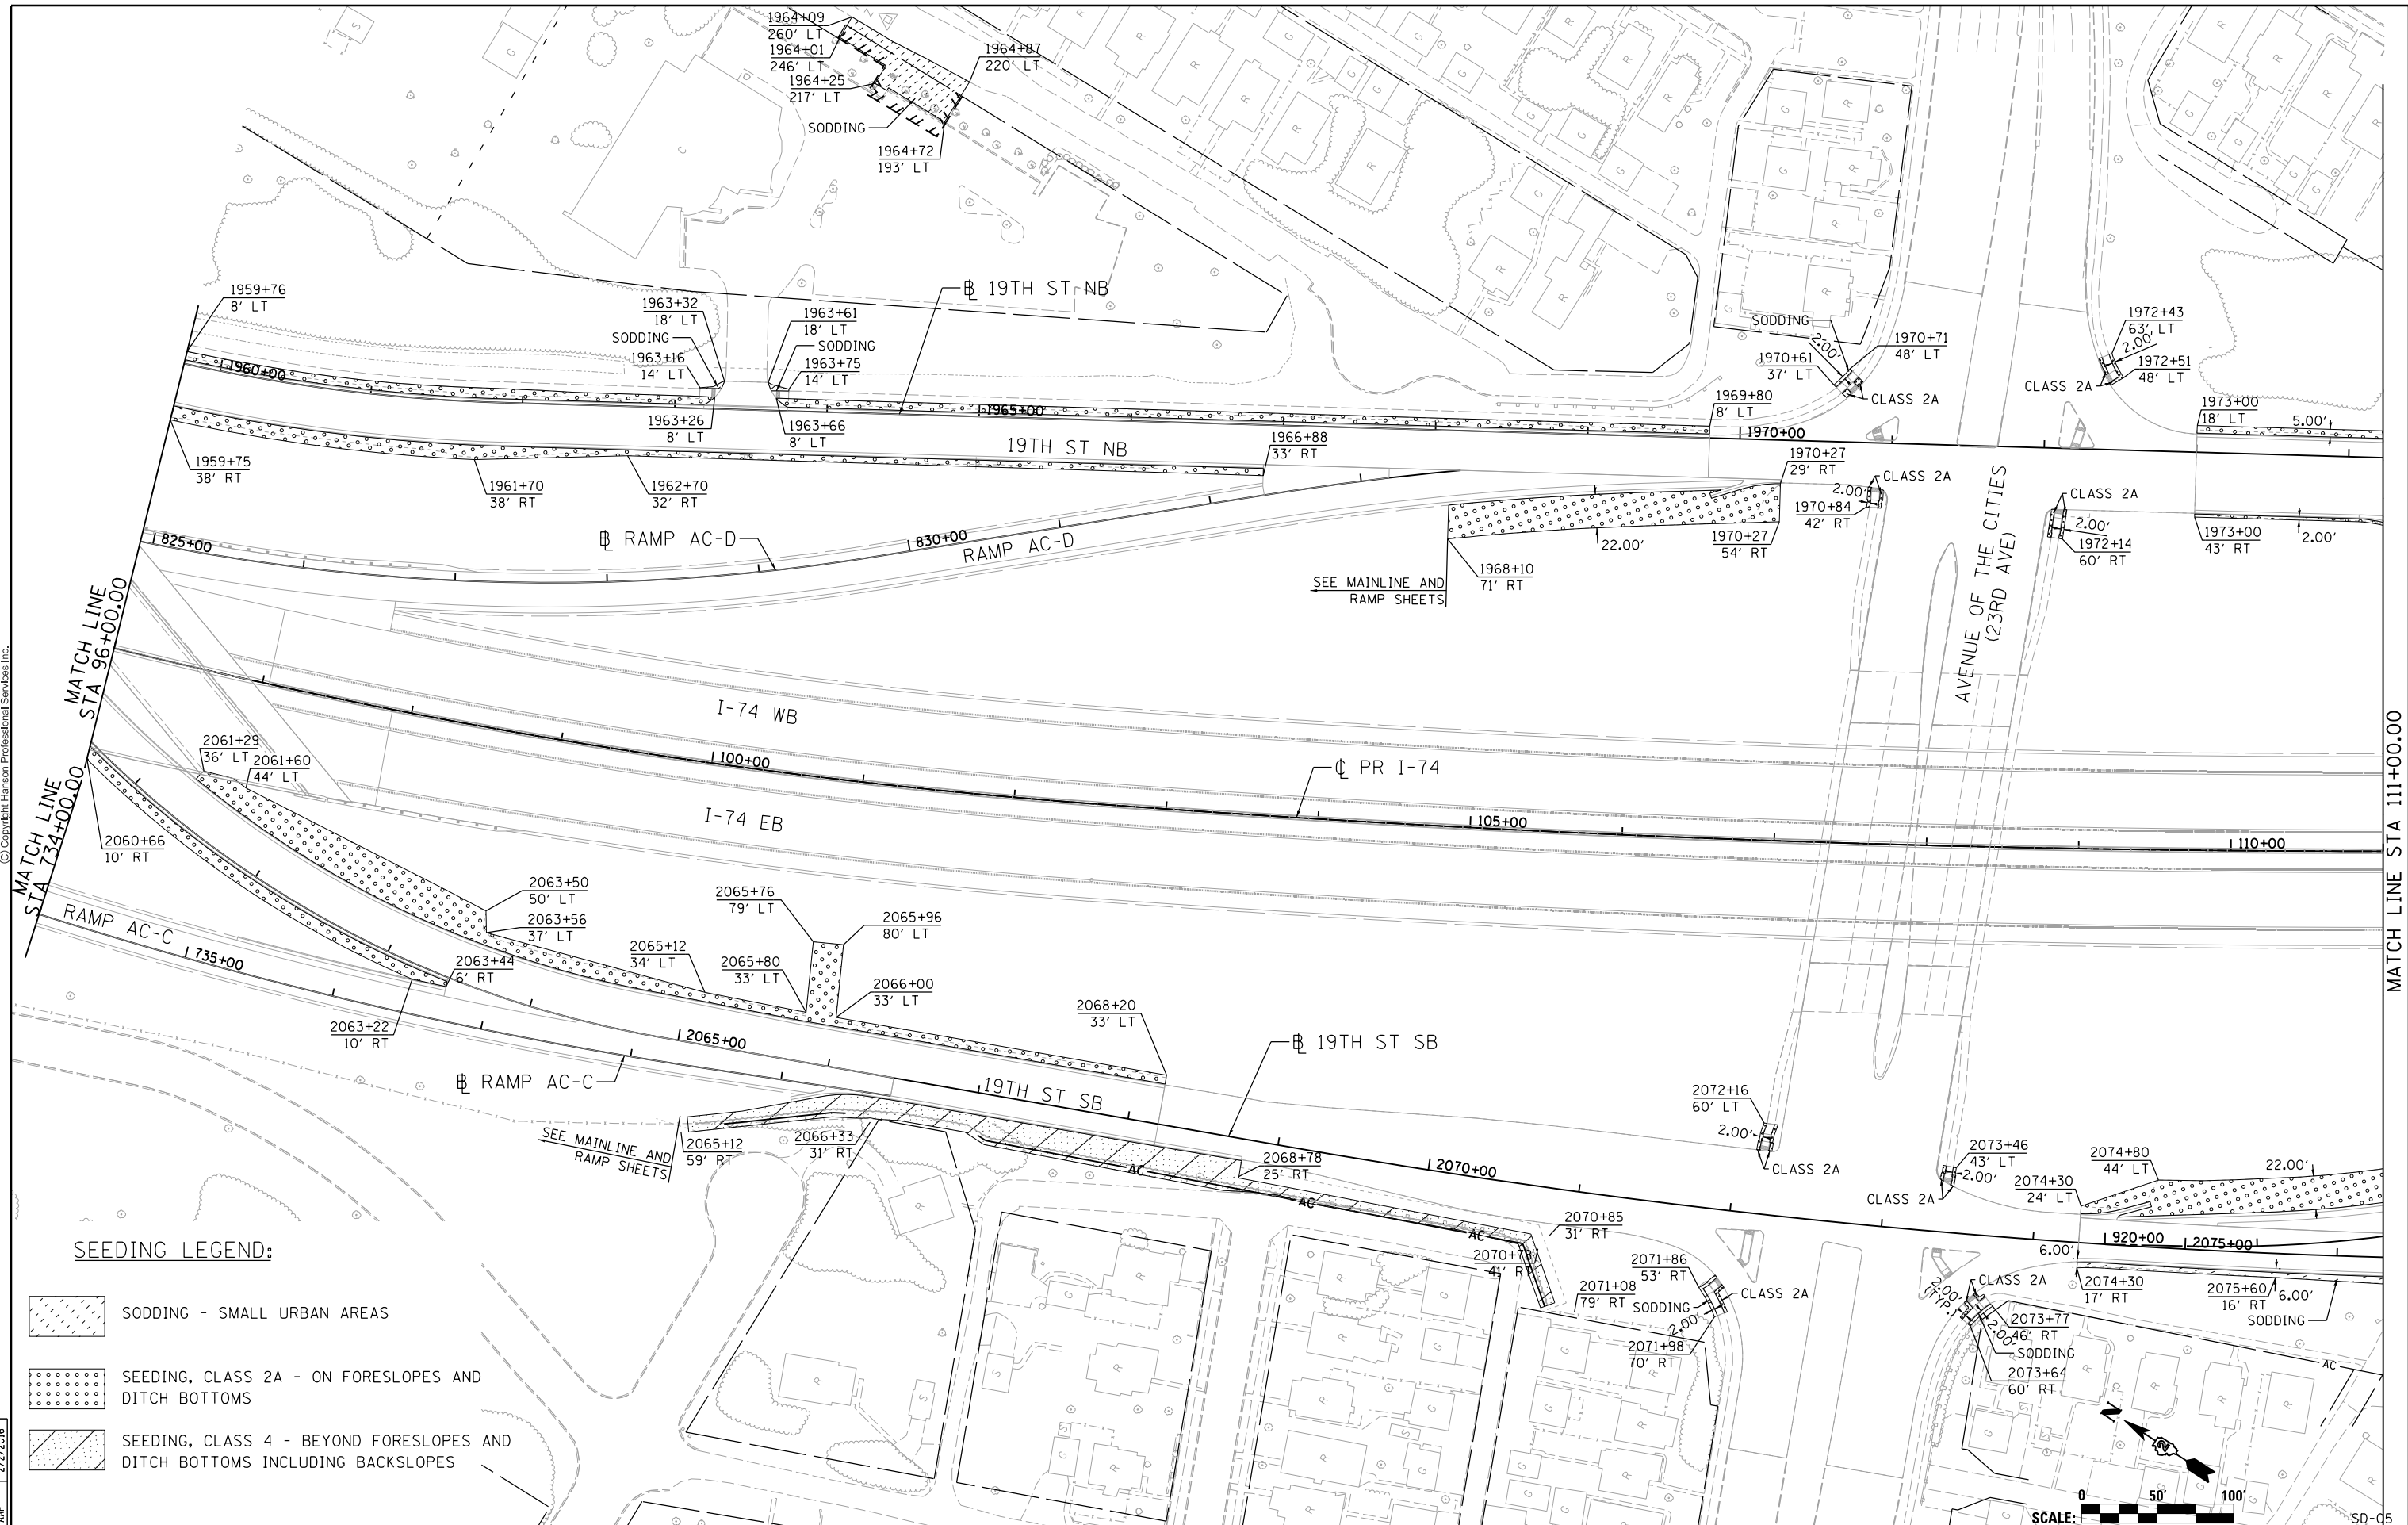 1964+09
260' LT
1964+01
246' LT
1964+25
217' LT
1964+87
220' LT
SODDING
1964+72
193' LT
1959+76
8' LT
1963+32
18' LT
SODDING
1963+16
14' LT
1963+61
18' LT
SODDING
1963+75
14' LT
19TH ST NB
SODDING
2.00'
1970+61
37' LT
1970+71
48' LT
CLASS 2A
1972+43
63' LT
2.00'
1972+51
48' LT
CLASS 2A
1960+00
1963+26
8' LT
1963+66
8' LT
1965+00
19TH ST NB
1966+88
33' RT
1969+80
8' LT
1970+00
1973+00
18' LT
5.00'
1959+75
38' RT
1961+70
38' RT
1962+70
32' RT
1970+27
29' RT
CLASS 2A
2.00'
1970+84
42' RT
CLASS 2A
2.00'
1972+14
60' RT
1973+00
43' RT
2.00'
825+00
RAMP AC-D
830+00
RAMP AC-D
22.00'
1970+27
54' RT
1968+10
71' RT
SEE MAINLINE AND
RAMP SHEETS
AVENUE OF THE CITIES
(23RD AVE)
MATCH LINE
STA 96+00.00
I-74 WB
100+00
PR I-74
I-74 EB
105+00
110+00
MATCH LINE STA 111+00.00
2061+29
36' LT
2061+60
44' LT
MATCH LINE
STA 734+00.00
2060+66
10' RT
RAMP AC-C
735+00
2063+50
50' LT
2063+56
37' LT
2063+44
6' RT
2063+22
10' RT
2065+12
34' LT
2065+76
79' LT
2065+80
33' LT
2065+96
80' LT
2066+00
33' LT
2068+20
33' LT
2065+00
RAMP AC-C
19TH ST SB
19TH ST SB
SEE MAINLINE AND
RAMP SHEETS
2065+12
59' RT
2066+33
31' RT
AC
2068+78
25' RT
AC
2070+00
AC
2070+78
41' RT
2070+85
31' RT
2071+08
79' RT
2072+16
60' LT
2.00'
CLASS 2A
2071+86
53' RT
SODDING
CLASS 2A
2.00'
2071+98
70' RT
2073+46
43' LT
2.00'
CLASS 2A
2074+80
44' LT
2074+30
24' LT
22.00'
6.00'
920+00
2075+00
2074+30
17' RT
2075+60
16' RT
6.00'
SODDING
CLASS 2A
2.00'
(TYP.)
2073+77
46' RT
2.00'
SODDING
2073+64
60' RT
AC
SEEDING LEGEND:
SODDING - SMALL URBAN AREAS
SEEDING, CLASS 2A - ON FORESLOPES AND
DITCH BOTTOMS
SEEDING, CLASS 4 - BEYOND FORESLOPES AND
DITCH BOTTOMS INCLUDING BACKSLOPES
© Copyright Hanson Professional Services Inc.
N
0 50' 100'
SCALE:
SD-05